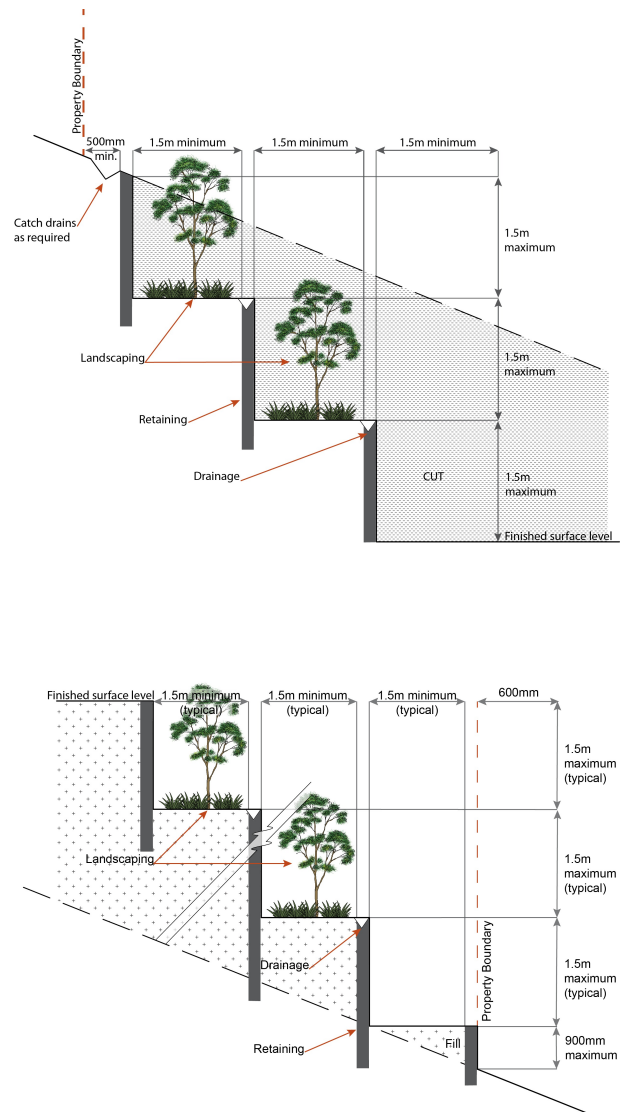 Property Boundary
500mm
min.
1.5m minimum
1.5m minimum
1.5m minimum
Catch drains
as required
1.5m
maximum
Landscaping
1.5m
maximum
Retaining
Drainage
CUT
1.5m
maximum
Finished surface level
Finished surface level
1.5m minimum
(typical)
1.5m minimum
(typical)
1.5m minimum
(typical)
600mm
1.5m
maximum
(typical)
Landscaping
1.5m
maximum
(typical)
Drainage
Property Boundary
1.5m
maximum
(typical)
Retaining
Fill
900mm
maximum